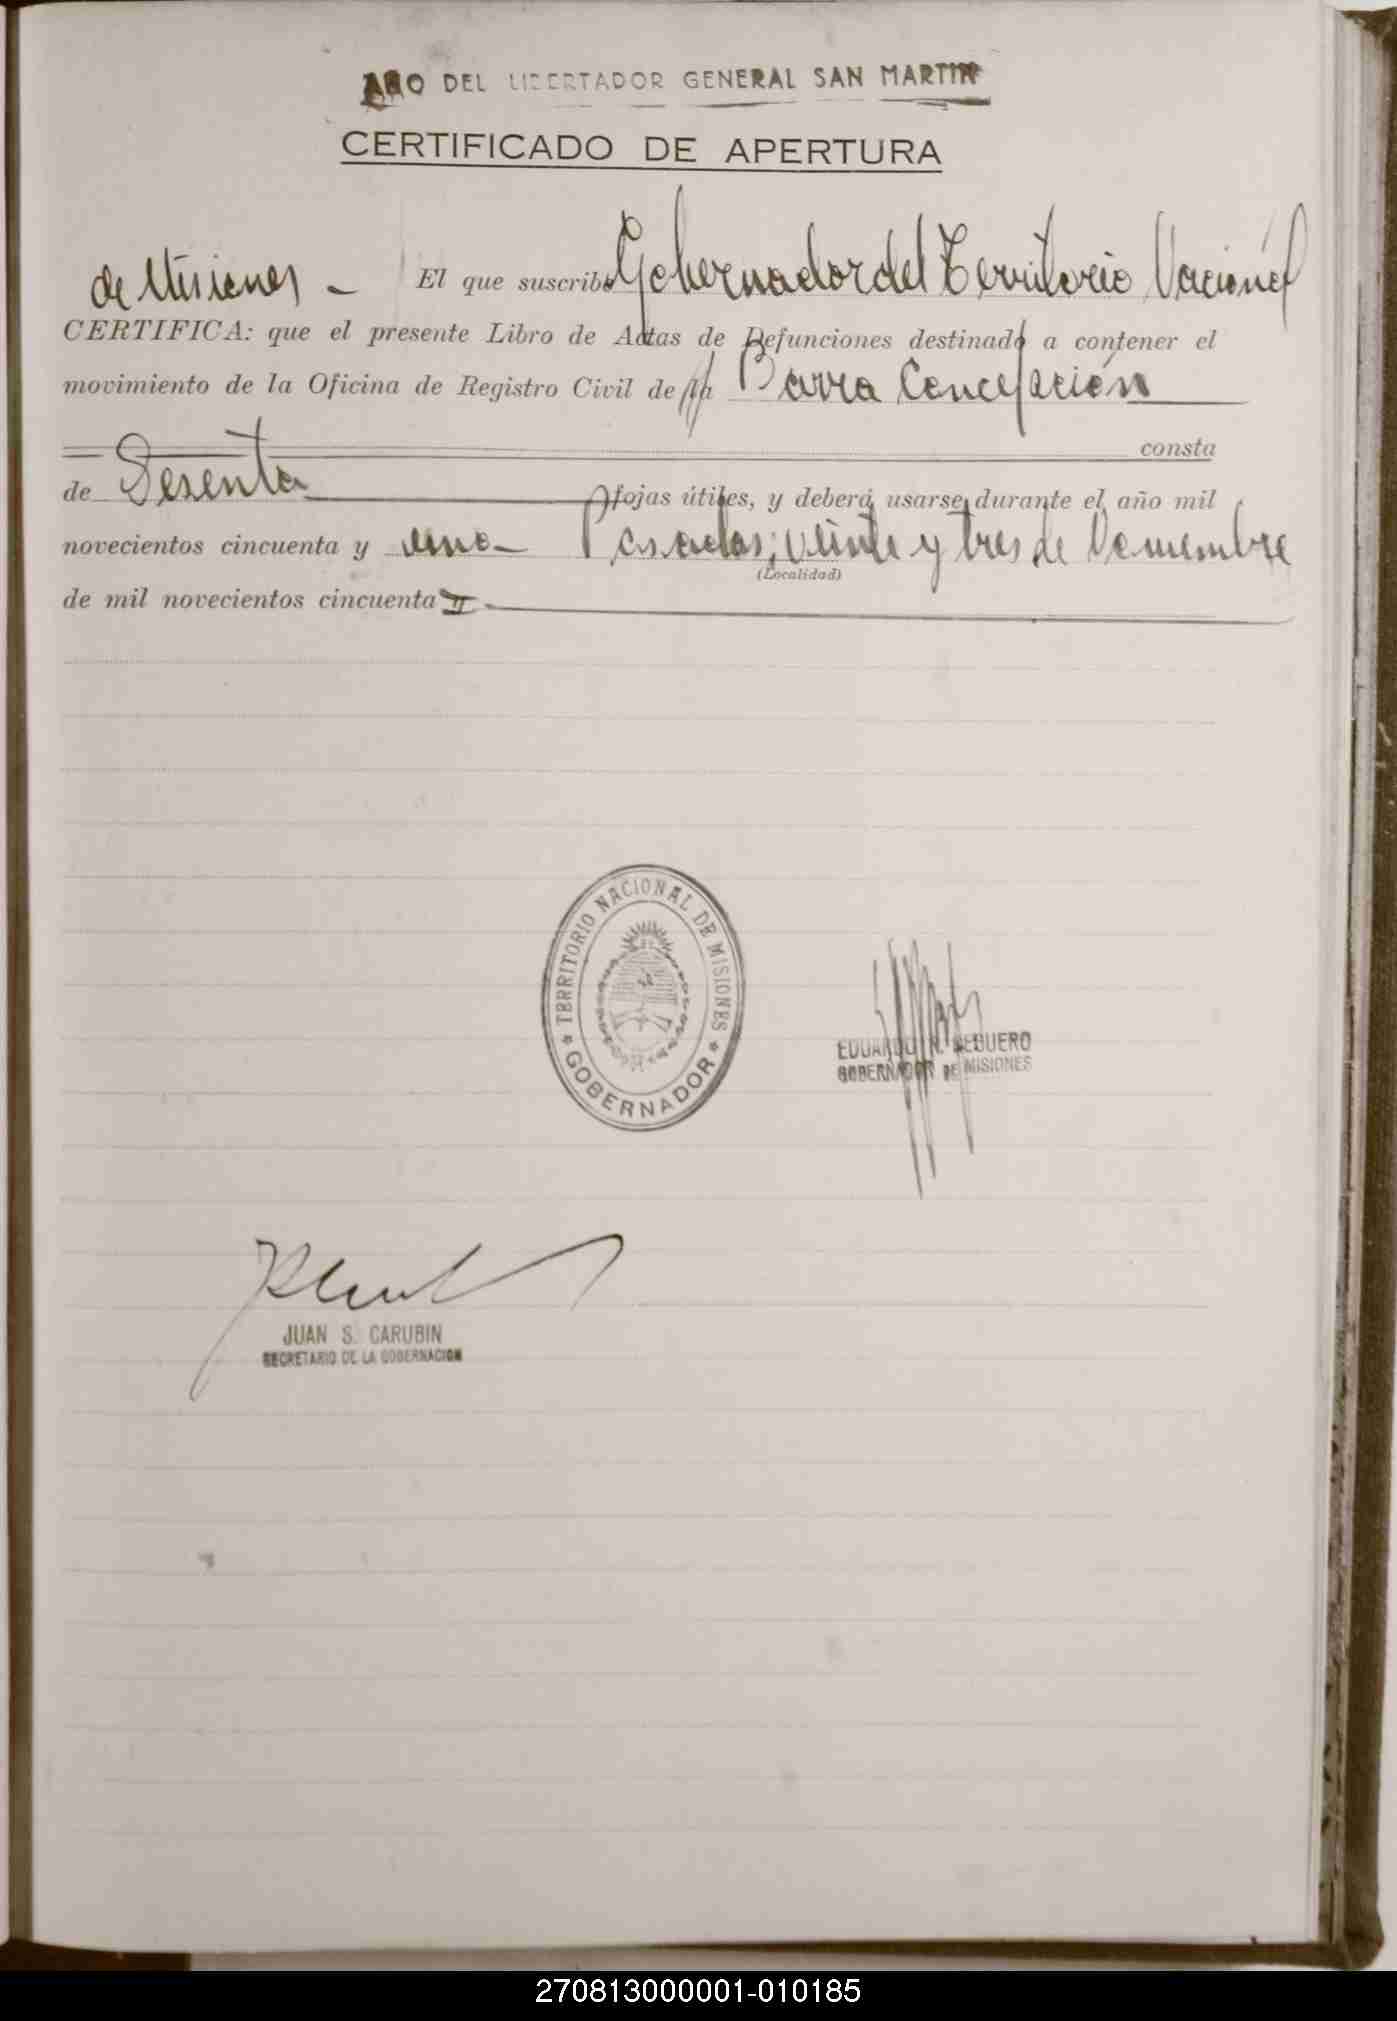 AÑO DEL LIBERTADOR GENERAL SAN MARTIN
CERTIFICADO DE APERTURA
El que suscribe Gobernador del Territorio Nacional
de Misiones -
CERTIFICA: que el presente Libro de Actas de Defunciones destinado a contener el
movimiento de la Oficina de Registro Civil de la Barra Concepción
consta
de Sesenta fojas útiles, y deberá usarse durante el año mil
novecientos cincuenta y uno - Posadas, veinte y tres de Noviembre
(Localidad)
de mil novecientos cincuenta
TERRITORIO NACIONAL DE MISIONES
* GOBERNADOR *
EDUARDO
GOBERNADOR DE MISIONES
JUAN S. CARUBIN
SECRETARIO DE LA GOBERNACION
270813000001-010185